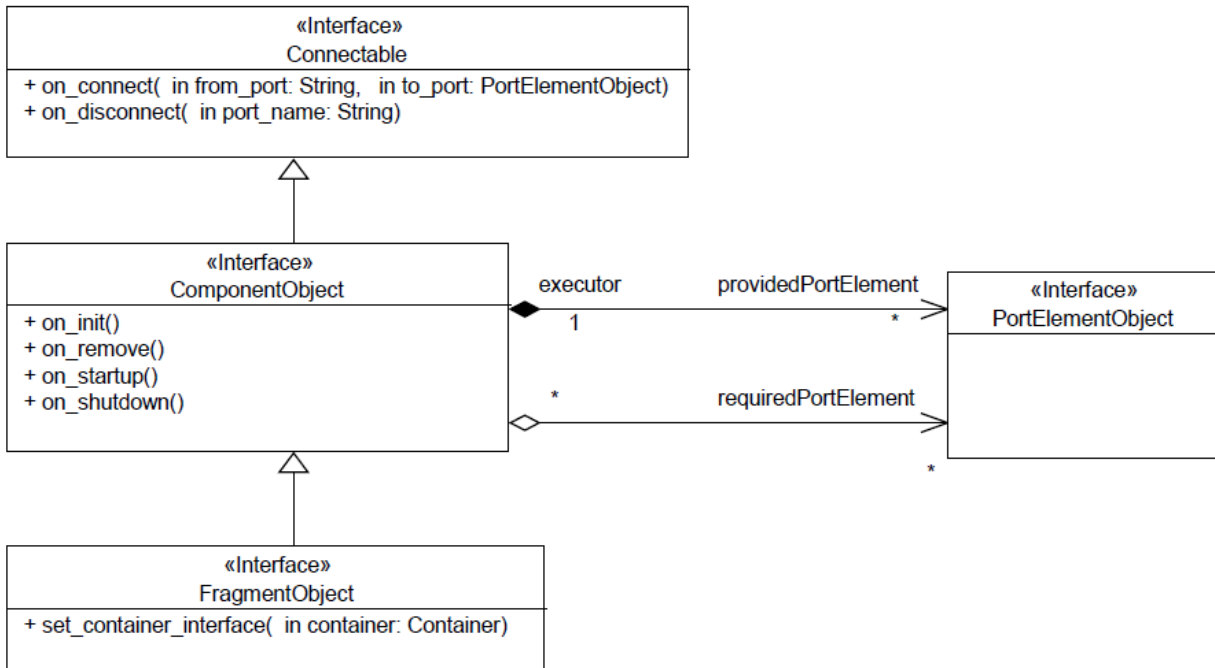 «Interface»
Connectable
+ on_connect( in from_port: String, in to_port: PortElementObject)
+ on_disconnect( in port_name: String)
«Interface»
ComponentObject
+ on_init()
+ on_remove()
+ on_startup()
+ on_shutdown()
executor
1
providedPortElement
*
*
requiredPortElement
*
«Interface»
PortElementObject
«Interface»
FragmentObject
+ set_container_interface( in container: Container)